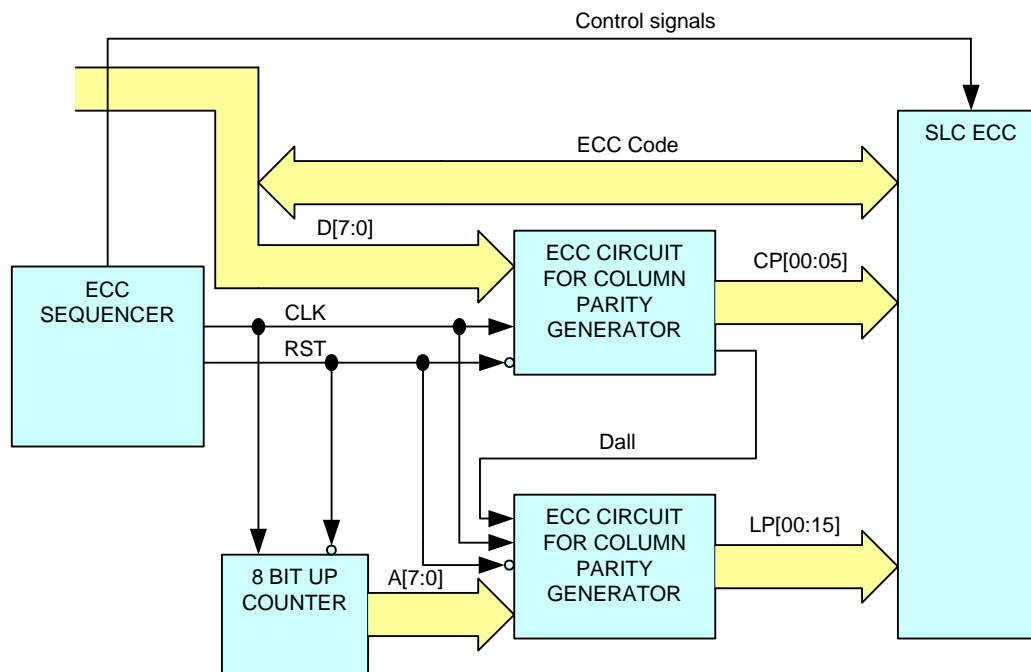 Control signals
SLC ECC
ECC Code
D[7:0]
ECC CIRCUIT
FOR COLUMN
PARITY
GENERATOR
CP[00:05]
ECC
SEQUENCER
CLK
RST
Dall
ECC CIRCUIT
FOR COLUMN
PARITY
GENERATOR
LP[00:15]
8 BIT UP
COUNTER
A[7:0]